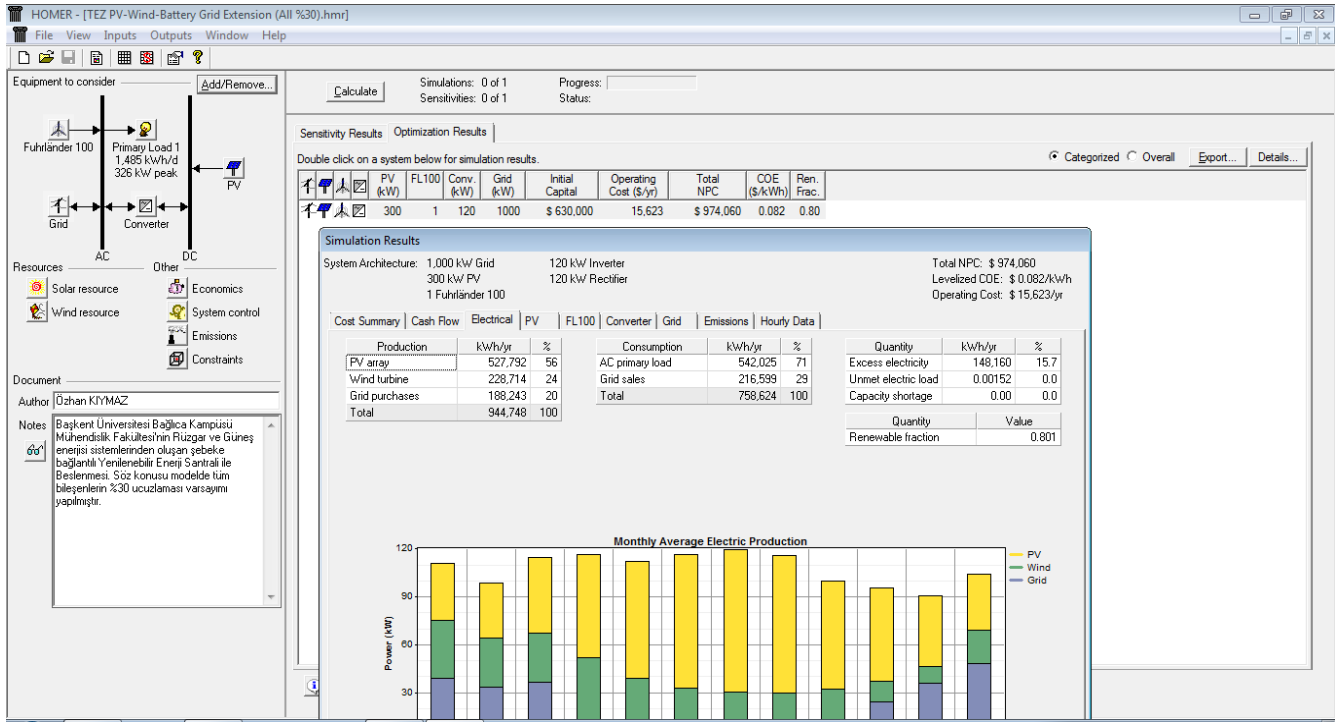 HOMER - [TEZ PV-Wind-Battery Grid Extension (All %30).hmr]
File View Inputs Outputs Window Help
Equipment to consider
Add/Remove...
Fuhrländer 100
Primary Load 1
1,485 kWh/d
326 kW peak
PV
Grid
Converter
AC
DC
Resources
Other
Solar resource
Economics
Wind resource
System control
Emissions
Constraints
Document
Author Özhan KIYMAZ
Notes
Başkent Üniversitesi Bağlıca Kampüsü
Mühendislik Fakültesi'nin Rüzgar ve Güneş
enerjisi sistemlerinden oluşan şebeke
bağlantılı Yenilenebilir Enerji Santrali ile
Beslenmesi. Söz konusu modelde tüm
bileşenlerin %30 ucuzlaması varsayımı
yapılmıştır.
Calculate
Simulations: 0 of 1 Progress:
Sensitivities: 0 of 1 Status:
Sensitivity Results Optimization Results
Double click on a system below for simulation results.
Categorized Overall Export... Details...
PV (kW) FL100 Conv. (kW) Grid (kW) Initial Capital Operating Cost ($/yr) Total NPC COE ($/kWh) Ren. Frac.
300 1 120 1000 $ 630,000 15,623 $ 974,060 0.082 0.80
Simulation Results
System Architecture: 1,000 kW Grid 120 kW Inverter Total NPC: $ 974,060
300 kW PV 120 kW Rectifier Levelized COE: $ 0.082/kWh
1 Fuhrländer 100 Operating Cost: $ 15,623/yr
Cost Summary Cash Flow Electrical PV FL100 Converter Grid Emissions Hourly Data
Production kWh/yr %
PV array 527,792 56
Wind turbine 228,714 24
Grid purchases 188,243 20
Total 944,748 100
Consumption kWh/yr %
AC primary load 542,025 71
Grid sales 216,599 29
Total 758,624 100
Quantity kWh/yr %
Excess electricity 148,160 15.7
Unmet electric load 0.00152 0.0
Capacity shortage 0.00 0.0
Quantity Value
Renewable fraction 0.801
Monthly Average Electric Production
120
90
60
30
Power (kW)
PV
Wind
Grid